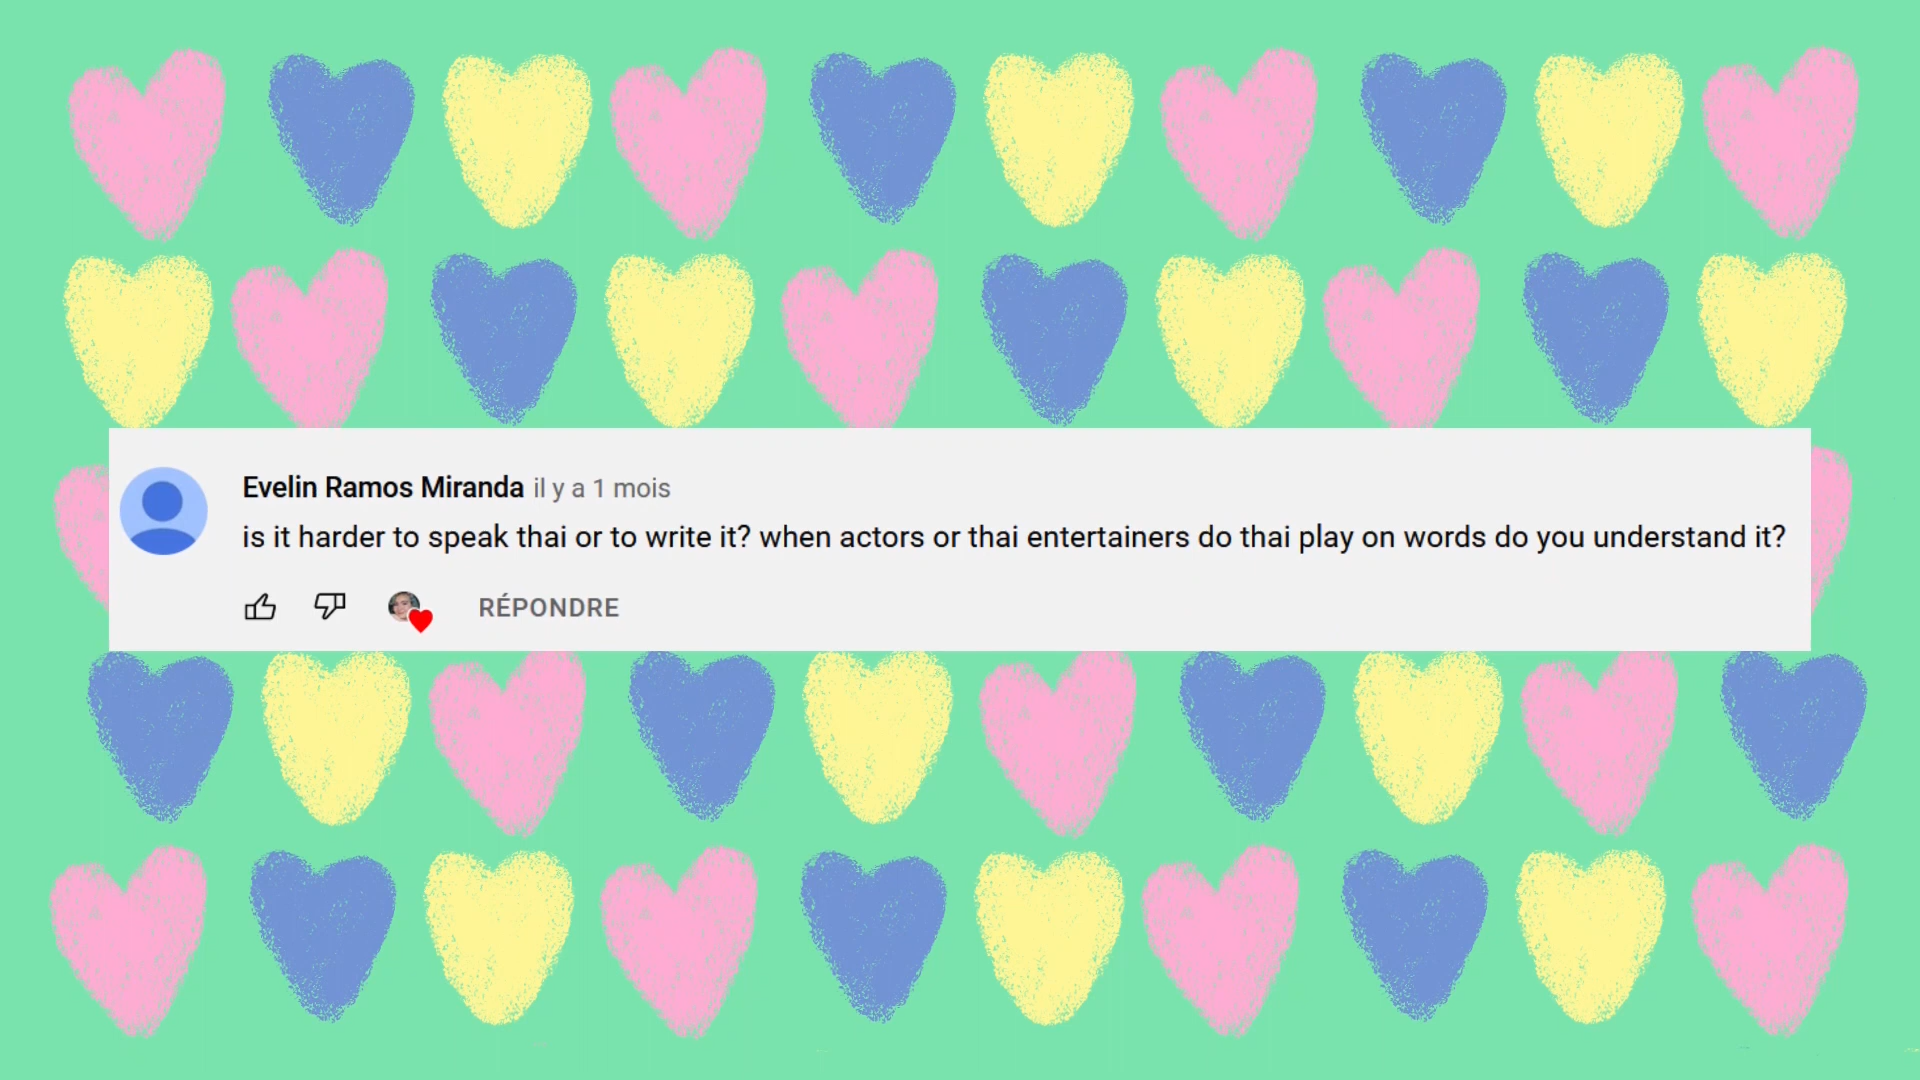 Evelin Ramos Miranda il y a 1 mois
is it harder to speak thai or to write it? when actors or thai entertainers do thai play on words do you understand it?
RÉPONDRE